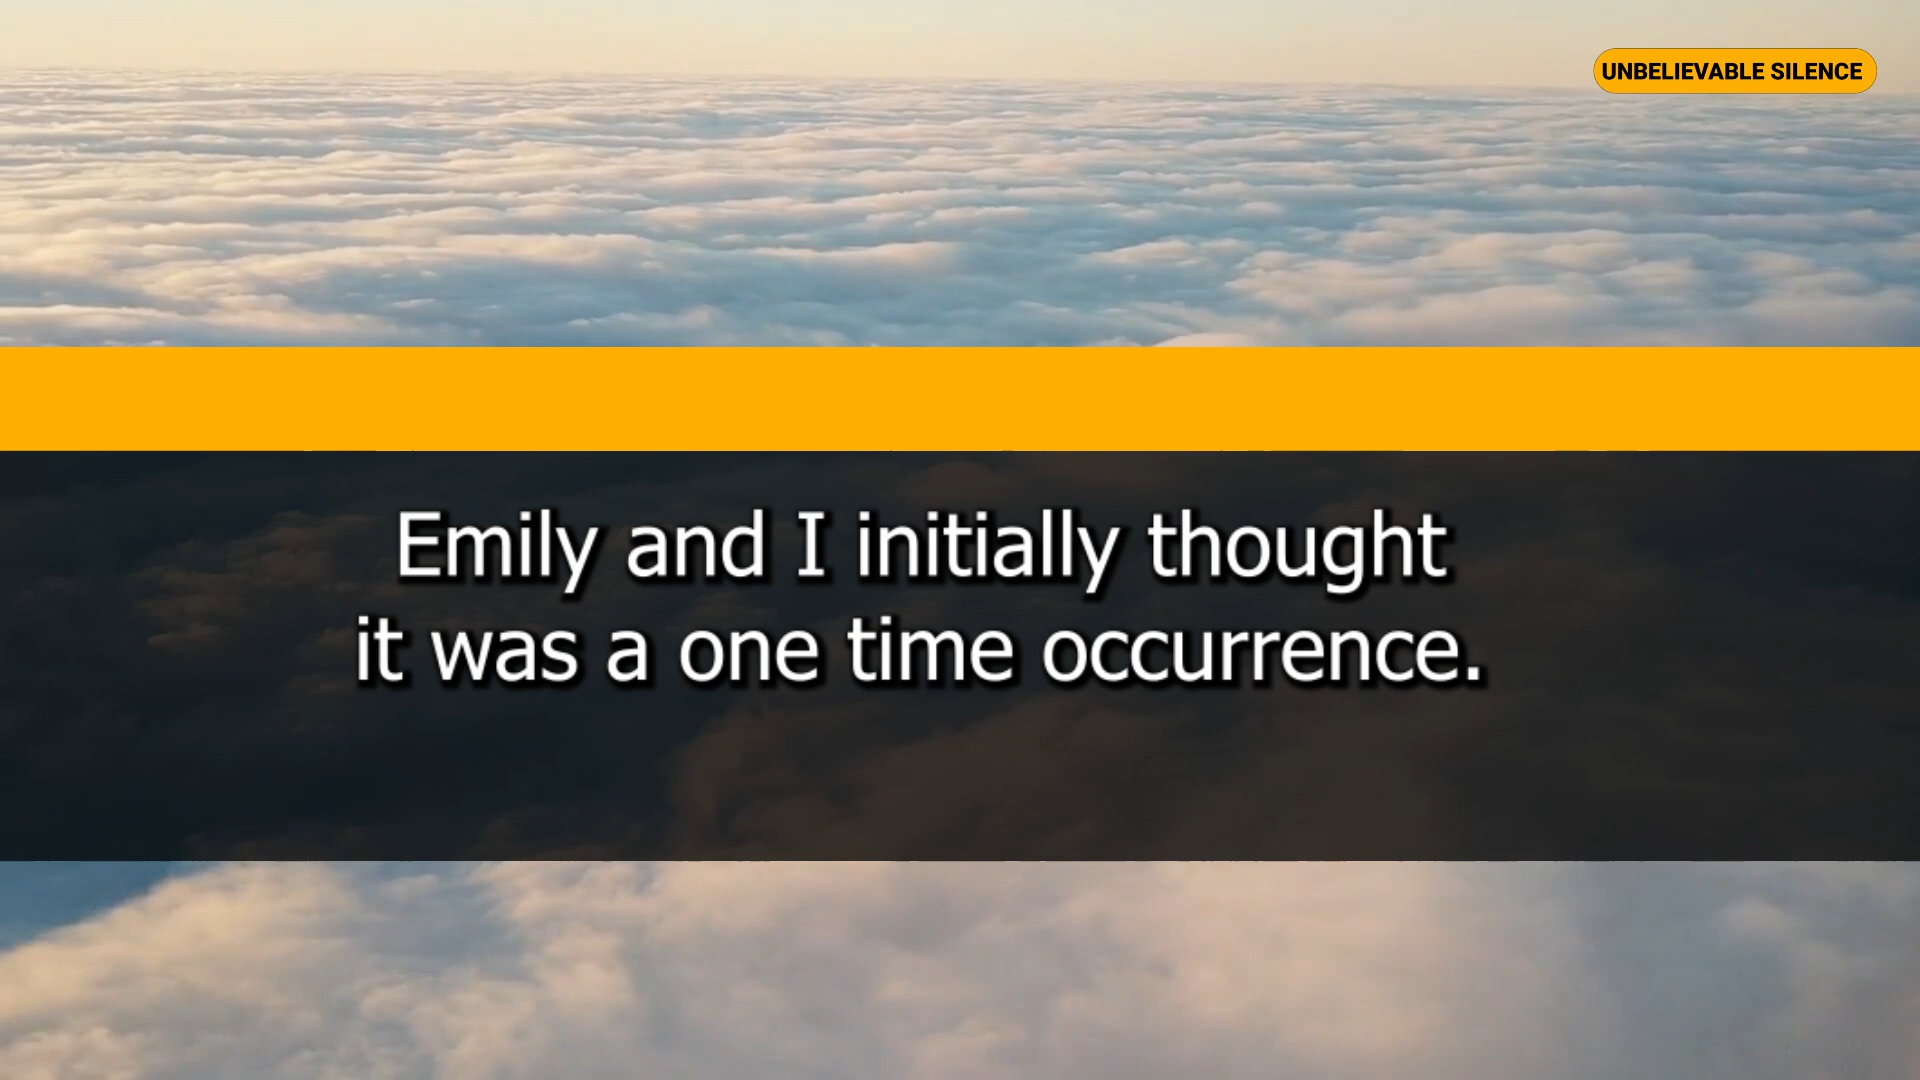 UNBELIEVABLE SILENCE
Emily and I initially thought
it was a one time occurrence.